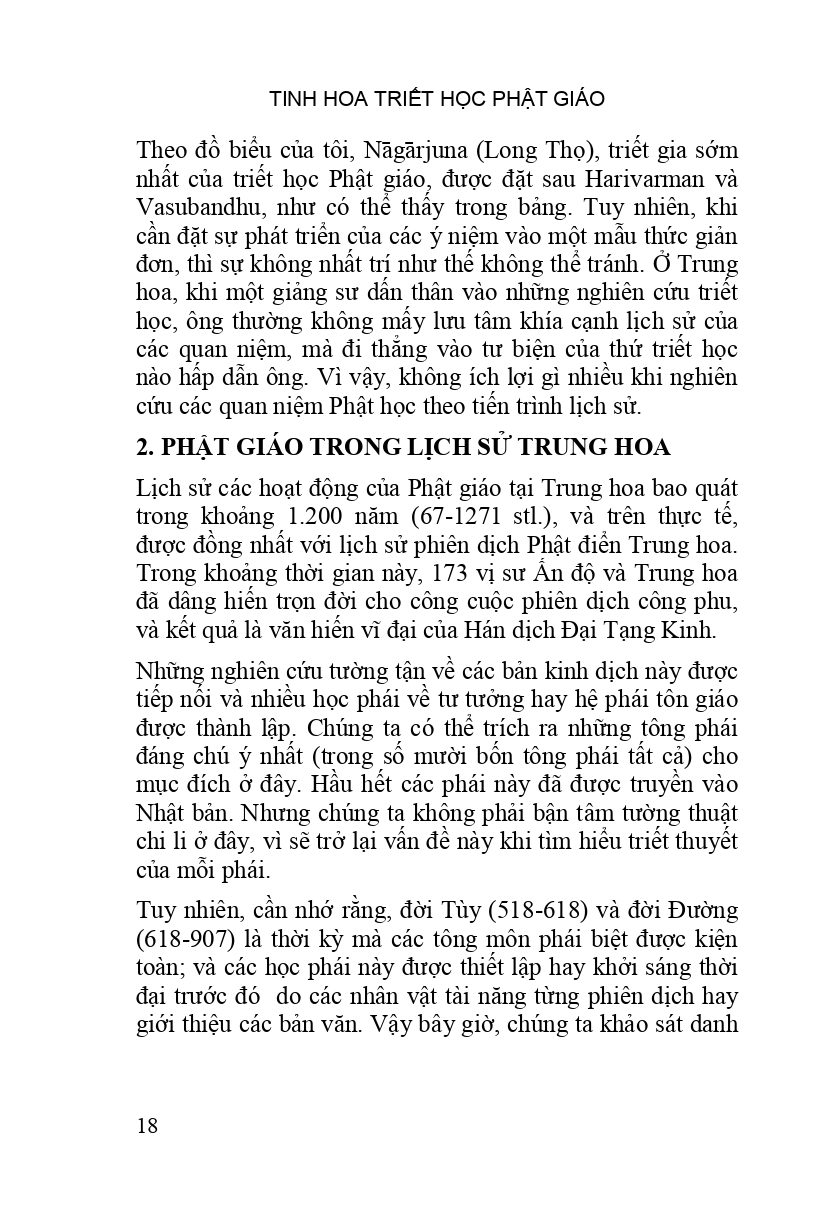 TINH HOA TRIẾT HỌC PHẬT GIÁO
Theo đồ biểu của tôi, Nāgārjuna (Long Thọ), triết gia sớm
nhất của triết học Phật giáo, được đặt sau Harivarman và
Vasubandhu, như có thể thấy trong bảng. Tuy nhiên, khi
cần đặt sự phát triển của các ý niệm vào một mẫu thức giản
đơn, thì sự không nhất trí như thế không thể tránh. Ở Trung
hoa, khi một giảng sư dấn thân vào những nghiên cứu triết
học, ông thường không mấy lưu tâm khía cạnh lịch sử của
các quan niệm, mà đi thẳng vào tư biện của thứ triết học
nào hấp dẫn ông. Vì vậy, không ích lợi gì nhiều khi nghiên
cứu các quan niệm Phật học theo tiến trình lịch sử.
2. PHẬT GIÁO TRONG LỊCH SỬ TRUNG HOA
Lịch sử các hoạt động của Phật giáo tại Trung hoa bao quát
trong khoảng 1.200 năm (67-1271 stl.), và trên thực tế,
được đồng nhất với lịch sử phiên dịch Phật điển Trung hoa.
Trong khoảng thời gian này, 173 vị sư Ấn độ và Trung hoa
đã dâng hiến trọn đời cho công cuộc phiên dịch công phu,
và kết quả là văn hiến vĩ đại của Hán dịch Đại Tạng Kinh.
Những nghiên cứu tường tận về các bản kinh dịch này được
tiếp nối và nhiều học phái về tư tưởng hay hệ phái tôn giáo
được thành lập. Chúng ta có thể trích ra những tông phái
đáng chú ý nhất (trong số mười bốn tông phái tất cả) cho
mục đích ở đây. Hầu hết các phái này đã được truyền vào
Nhật bản. Nhưng chúng ta không phải bận tâm tường thuật
chi li ở đây, vì sẽ trở lại vấn đề này khi tìm hiểu triết thuyết
của mỗi phái.
Tuy nhiên, cần nhớ rằng, đời Tùy (518-618) và đời Đường
(618-907) là thời kỳ mà các tông môn phái biệt được kiện
toàn; và các học phái này được thiết lập hay khởi sáng thời
đại trước đó do các nhân vật tài năng từng phiên dịch hay
giới thiệu các bản văn. Vậy bây giờ, chúng ta khảo sát danh
18